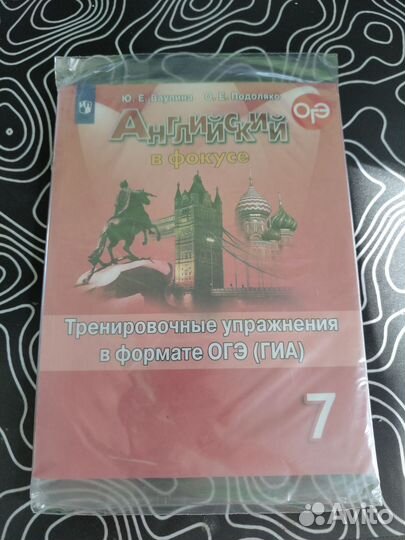 Ю. Е. Ваулина О. Е. Подоляко
ОГЭ
Английский
в фокусе
Тренировочные упражнения
в формате ОГЭ (ГИА)
7
Avito